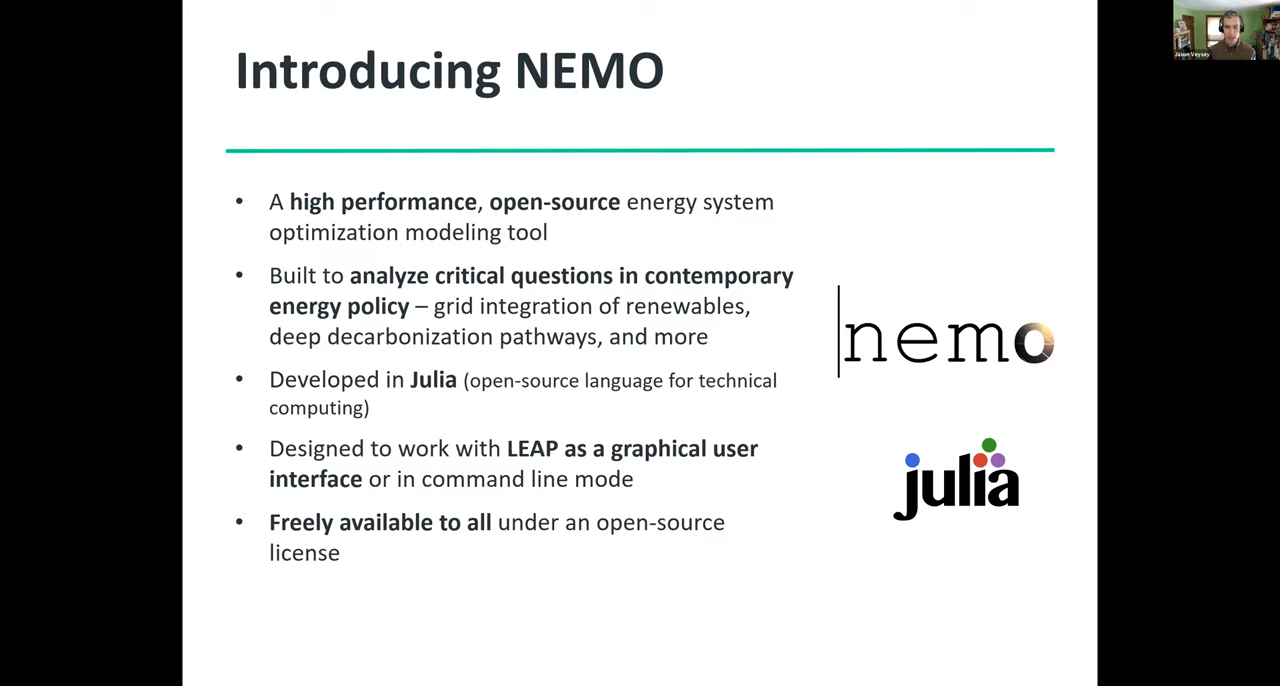 Introducing NEMO
Jason Veysey
• A high performance, open-source energy system
optimization modeling tool
• Built to analyze critical questions in contemporary
energy policy – grid integration of renewables,
deep decarbonization pathways, and more
• Developed in Julia (open-source language for technical
computing)
• Designed to work with LEAP as a graphical user
interface or in command line mode
• Freely available to all under an open-source
license
nemo
julia